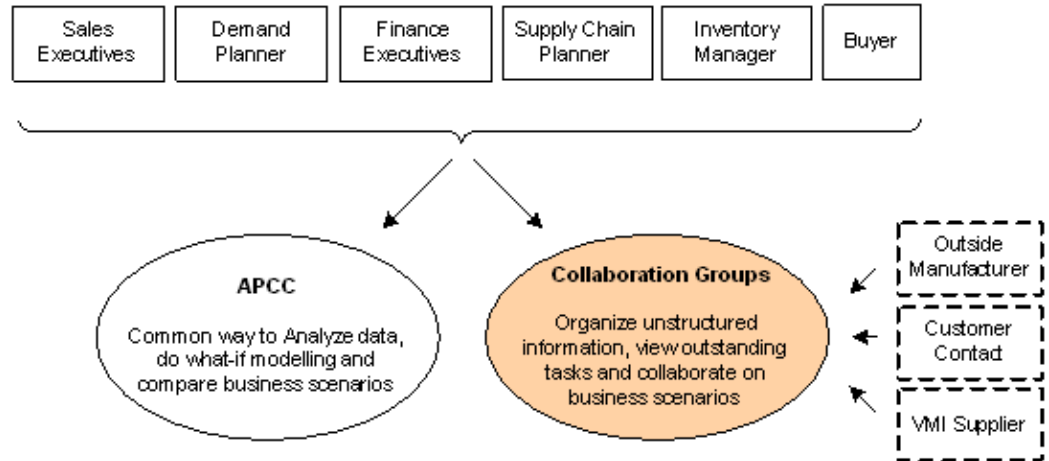 Sales
Executives
Demand
Planner
Finance
Executives
Supply Chain
Planner
Inventory
Manager
Buyer
APCC
Common way to Analyze data,
do what-if modelling and
compare business scenarios
Collaboration Groups
Organize unstructured
information, view outstanding
tasks and collaborate on
business scenarios
Outside
Manufacturer
Customer
Contact
VMI Supplier